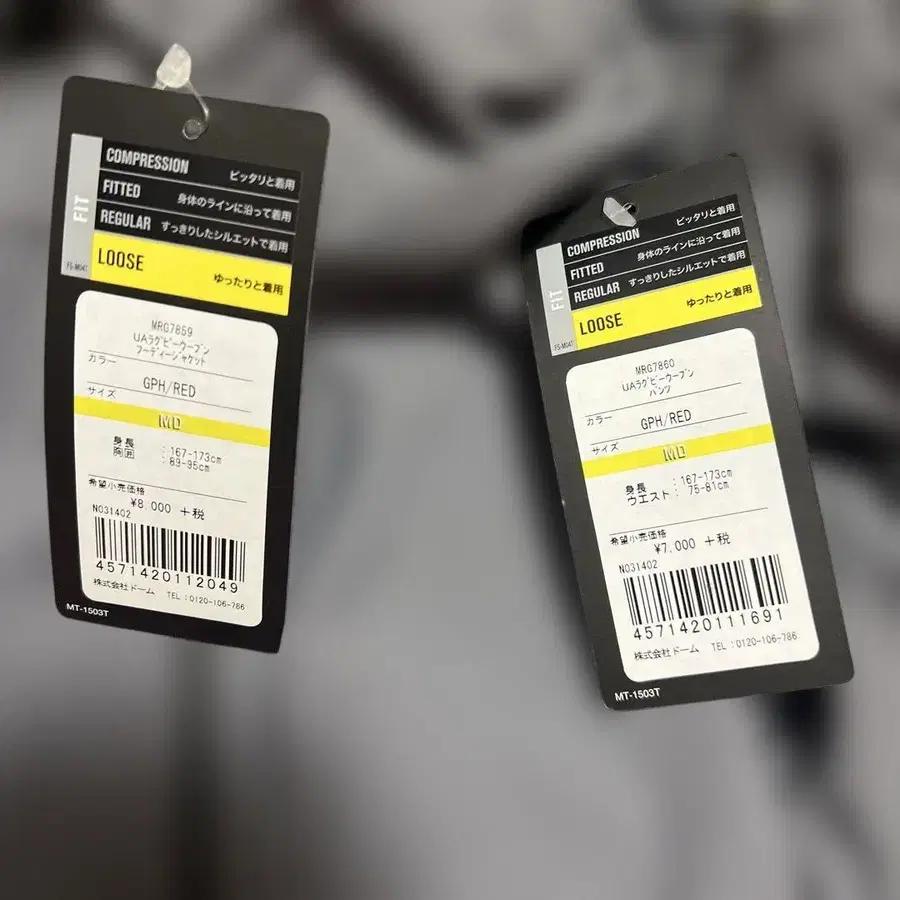 FIT
COMPRESSION ピッタリと着用
FITTED 身体のラインに沿って着用
REGULAR すっきりしたシルエットで着用
LOOSE ゆったりと着用
FS-M04T
MRG7859
UAラグビーウーブン
フーディージャケット
カラー
GPH/RED
サイズ
MD
身長 :167-173cm
胸囲 :89-95cm
希望小売価格
¥8,000 +税
N031402
4571420112049
株式会社ドーム TEL:0120-106-786
MT-1503T
FIT
COMPRESSION ピッタリと着用
FITTED 身体のラインに沿って着用
REGULAR すっきりしたシルエットで着用
LOOSE ゆったりと着用
FS-M04T
MRG7860
UAラグビーウーブン
パンツ
カラー
GPH/RED
サイズ
MD
身長 :167-173cm
ウエスト: 75-81cm
希望小売価格
¥7,000 +税
N031402
4571420111691
株式会社ドーム TEL:0120-106-786
MT-1503T